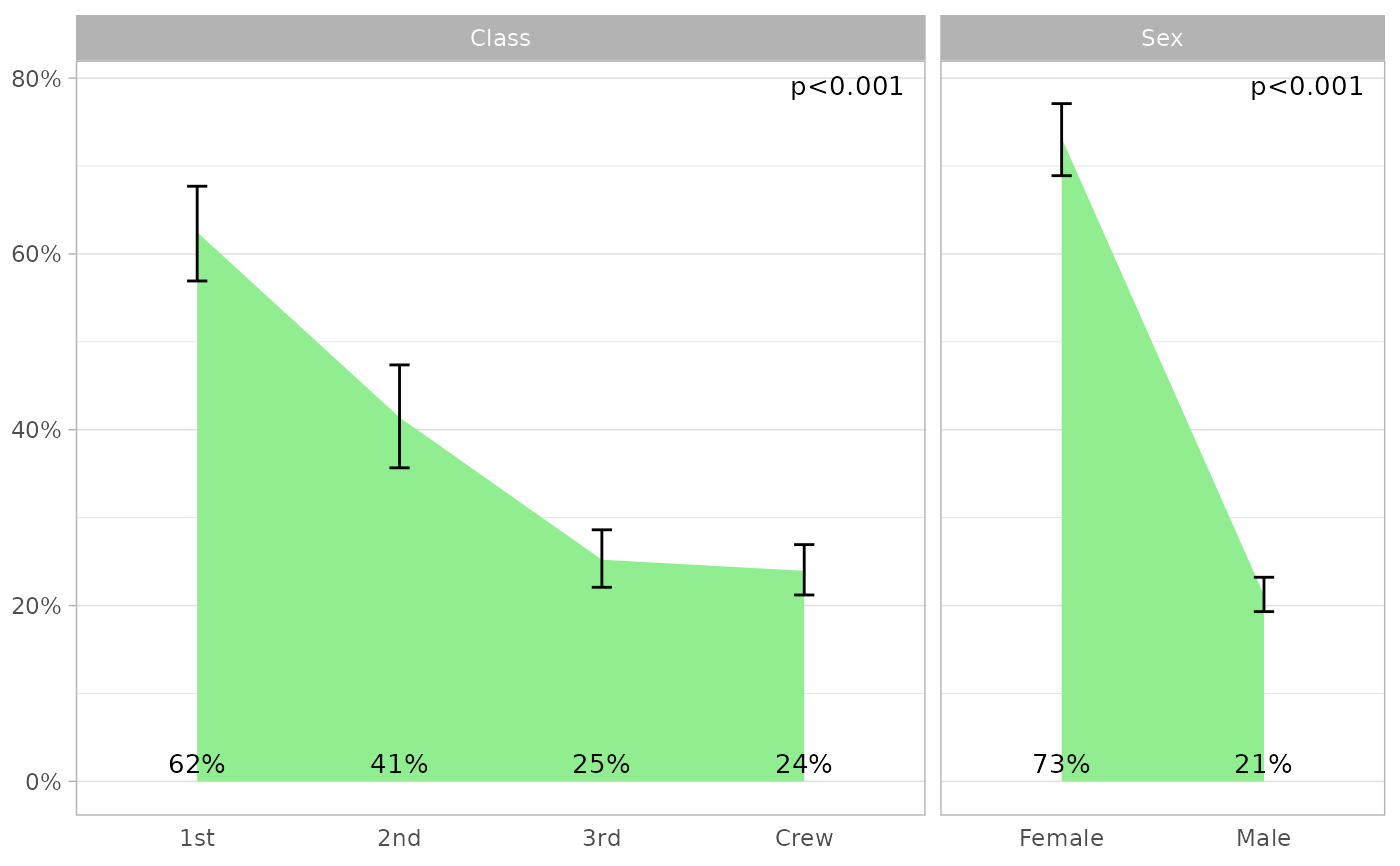 Class
Sex
80%
60%
40%
20%
0%
p<0.001
p<0.001
62%
41%
25%
24%
73%
21%
1st
2nd
3rd
Crew
Female
Male